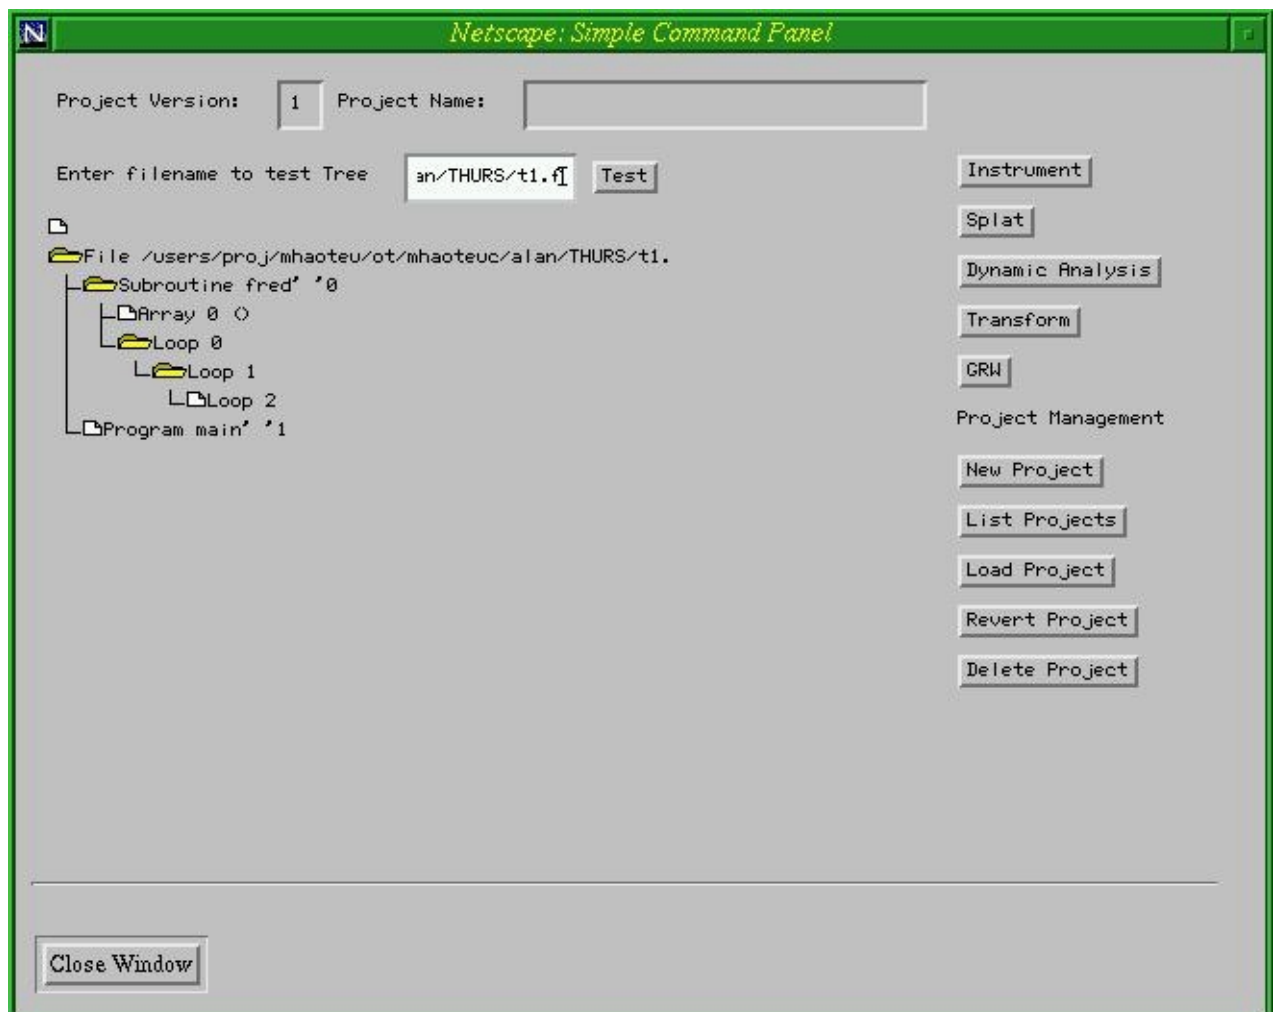 N
Netscape: Simple Command Panel
Project Version: 1 Project Name:
Enter filename to test Tree an/THURS/t1.f Test
File /users/proj/mhaoteu/ot/mhaoteuc/alan/THURS/t1.
Subroutine fred' '0
Array 0 ()
Loop 0
Loop 1
Loop 2
Program main' '1
Instrument
Splat
Dynamic Analysis
Transform
GRW
Project Management
New Project
List Projects
Load Project
Revert Project
Delete Project
Close Window